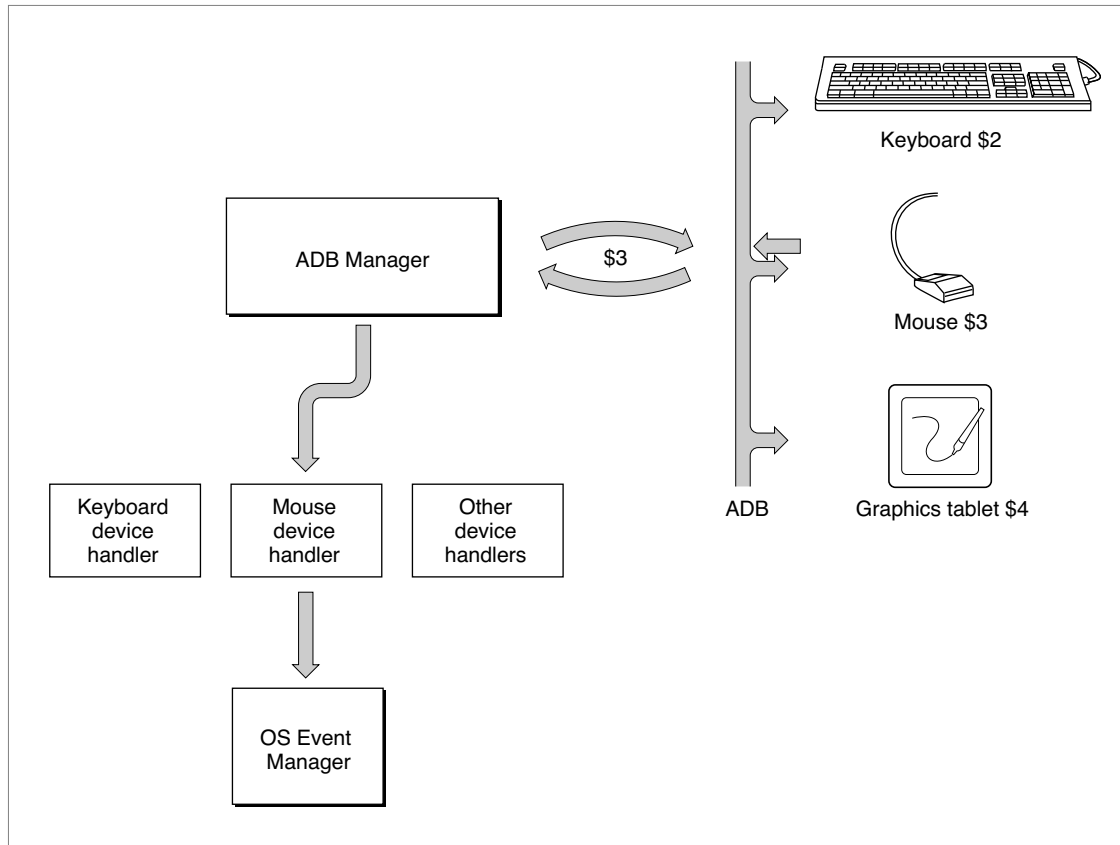 Keyboard $2
ADB Manager
$3
Mouse $3
Keyboard
device
handler
Mouse
device
handler
Other
device
handlers
ADB
Graphics tablet $4
OS Event
Manager